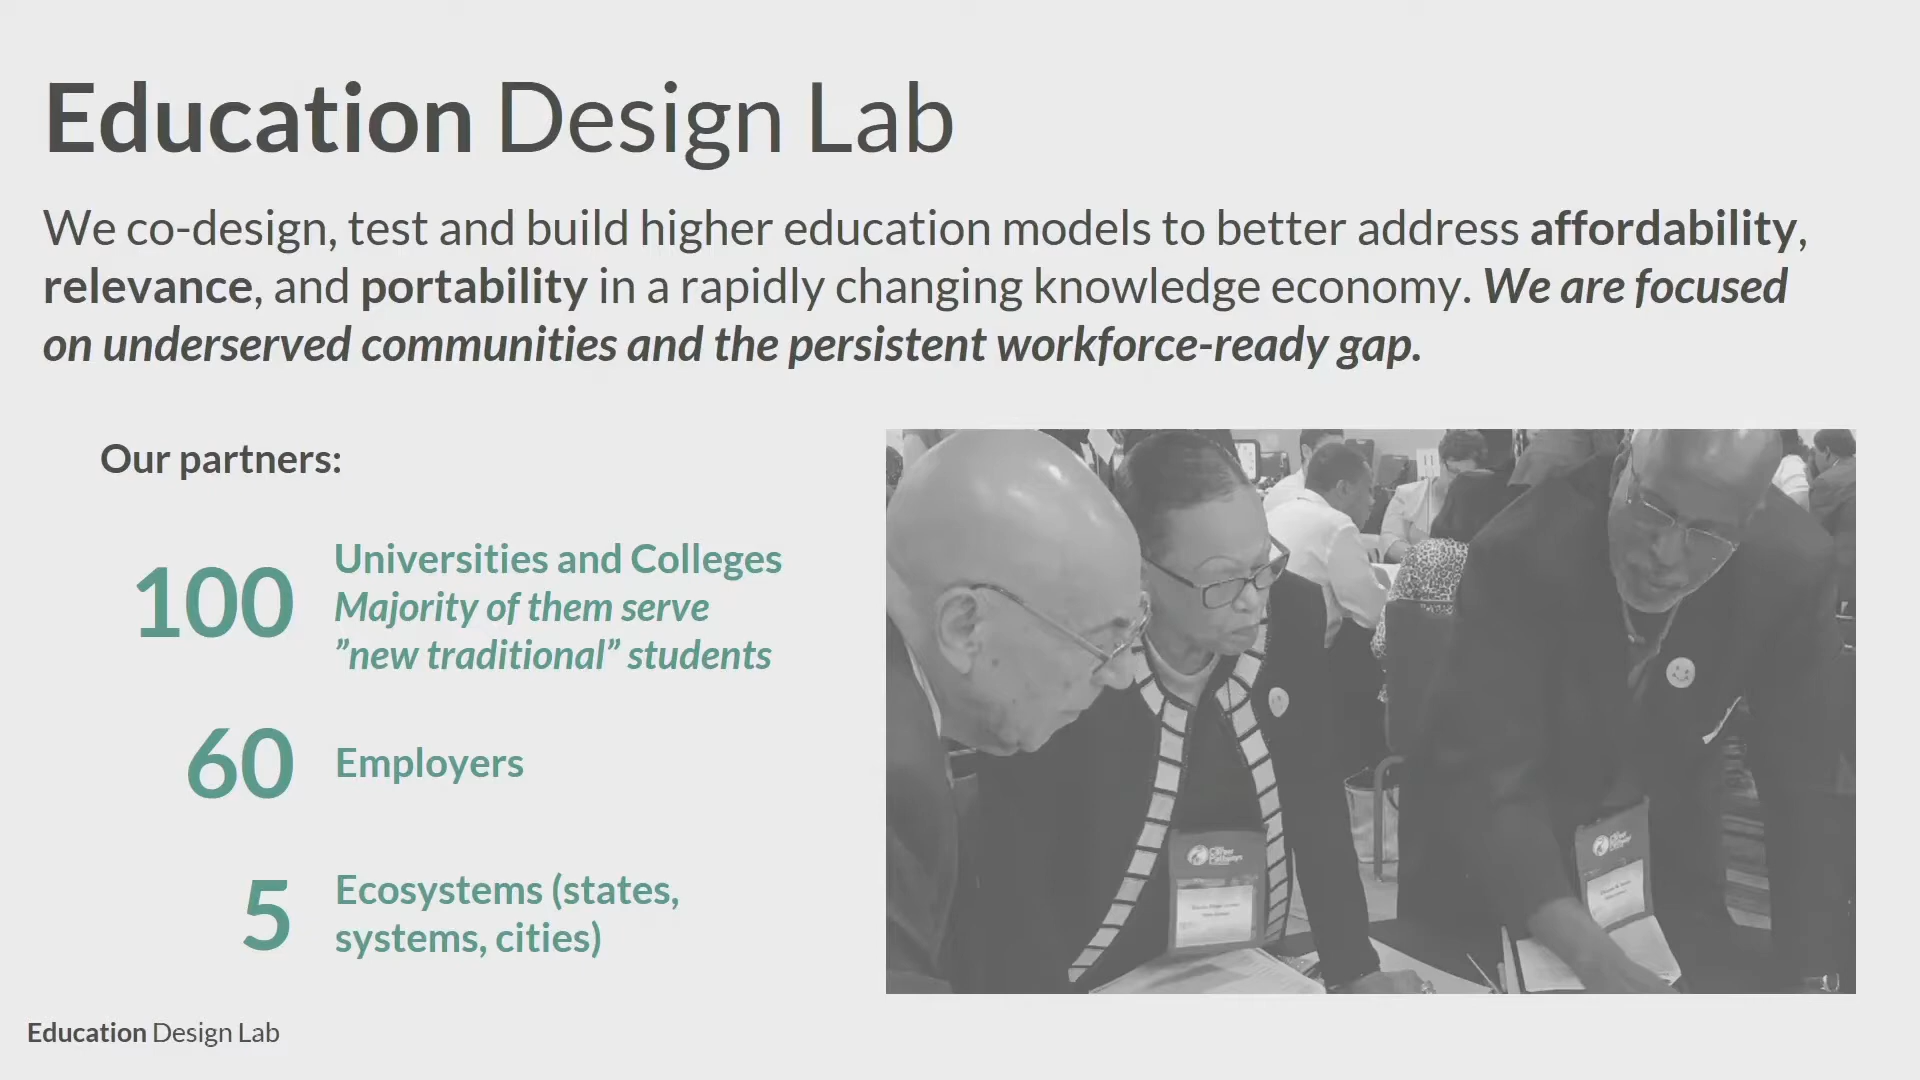 Education Design Lab
We co-design, test and build higher education models to better address affordability,
relevance, and portability in a rapidly changing knowledge economy. We are focused
on underserved communities and the persistent workforce-ready gap.
Our partners:
100
Universities and Colleges
Majority of them serve
”new traditional” students
60
Employers
5
Ecosystems (states,
systems, cities)
11
Career
Pathways
Education Design Lab